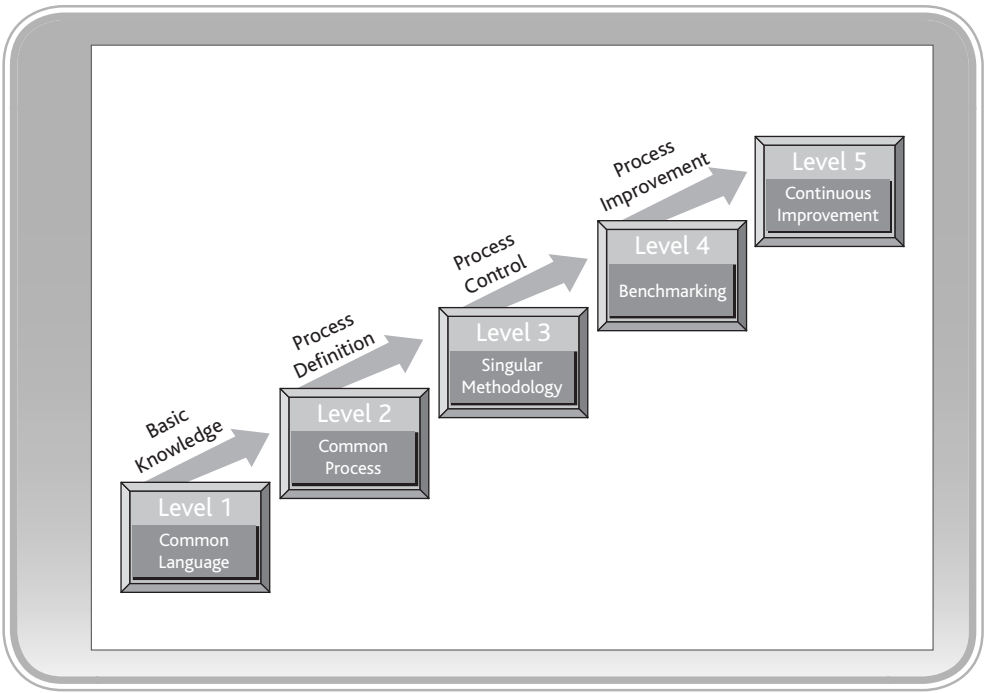 Process
Improvement
Level 5
Continuous
Improvement
Process
Control
Level 4
Benchmarking
Process
Definition
Level 3
Singular
Methodology
Basic
Knowledge
Level 2
Common
Process
Level 1
Common
Language